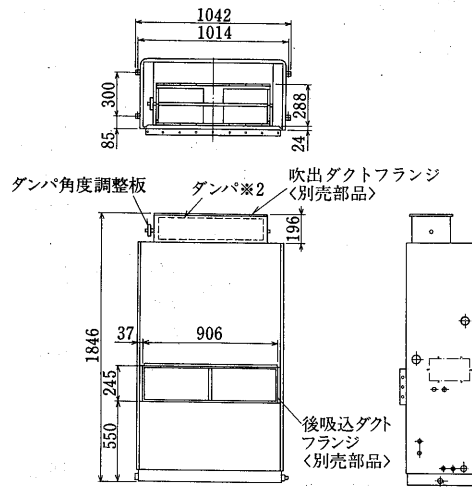 1042
1014
300
85
288
24
ダンパ角度調整板
ダンパ※2
吹出ダクトフランジ
<別売部品>
196
1846
37
906
245
550
後吸込ダクト
フランジ
<別売部品>